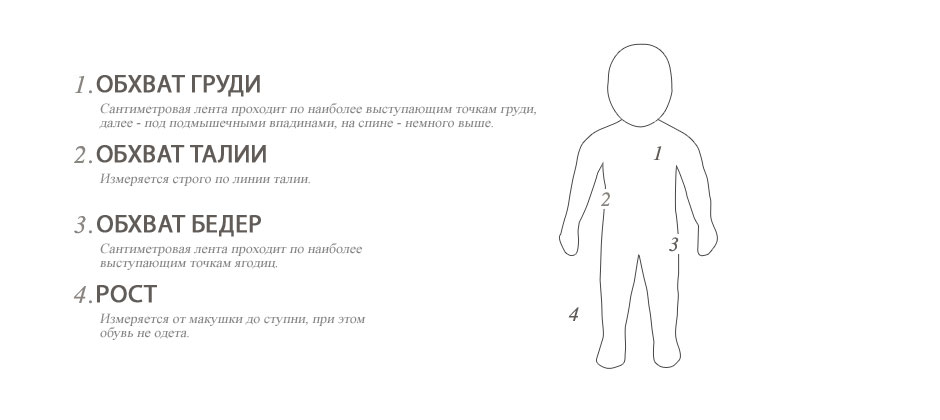 1. ОБХВАТ ГРУДИ
Сантиметровая лента проходит по наиболее выступающим точкам груди,
далее - под подмышечными впадинами, на спине - немного выше.
2. ОБХВАТ ТАЛИИ
Измеряется строго по линии талии.
3. ОБХВАТ БЕДЕР
Сантиметровая лента проходит по наиболее
выступающим точкам ягодиц.
4. РОСТ
Измеряется от макушки до ступни, при этом
обувь не одета.
1
2
3
4